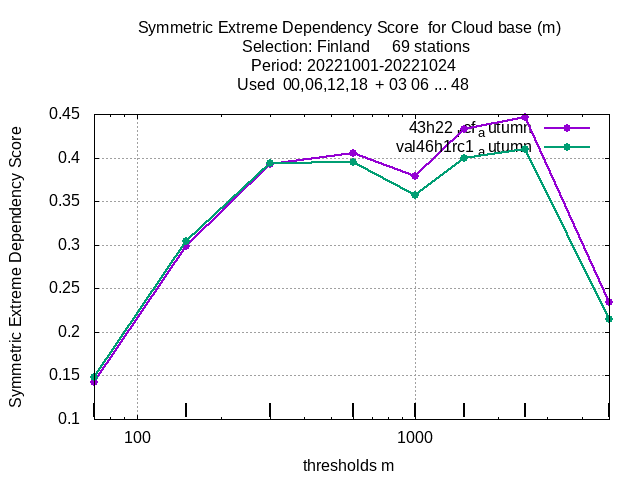 Symmetric Extreme Dependency Score for Cloud base (m)
Selection: Finland 69 stations
Period: 20221001-20221024
Used 00,06,12,18 + 03 06 ... 48
0.45
0.4
0.35
0.3
0.25
0.2
0.15
0.1
Symmetric Extreme Dependency Score
val46h1rc1 a utumn
100
1000
thresholds m